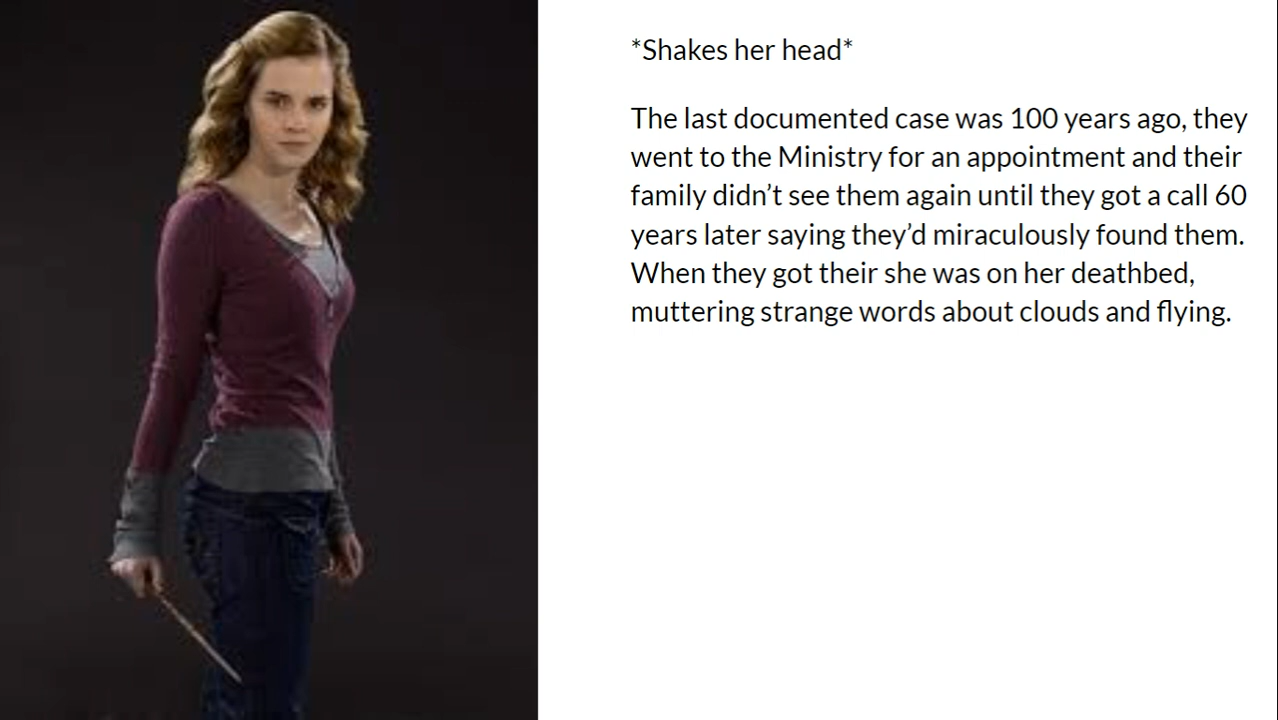 *Shakes her head*
The last documented case was 100 years ago, they
went to the Ministry for an appointment and their
family didn’t see them again until they got a call 60
years later saying they’d miraculously found them.
When they got their she was on her deathbed,
muttering strange words about clouds and flying.